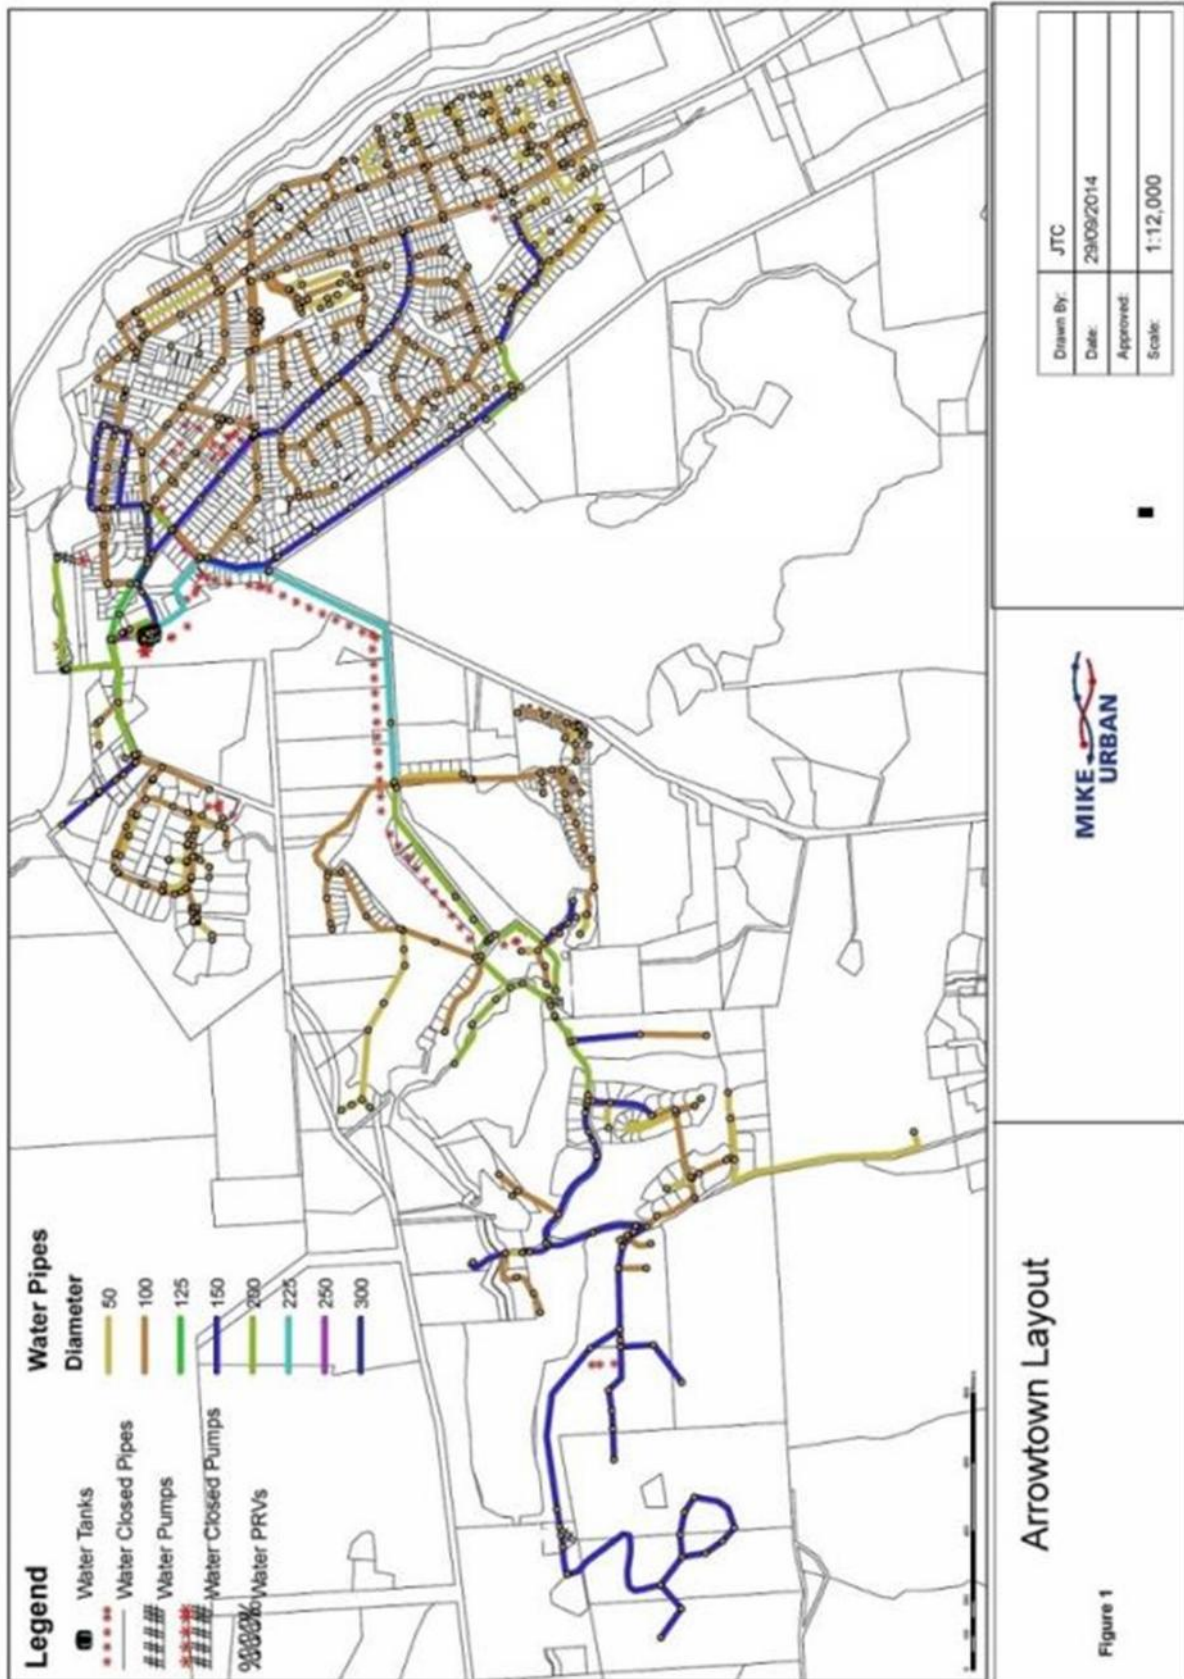 Legend
Water Tanks
Water Closed Pipes
Water Pumps
Water Closed Pumps
Water PRVs
Water Pipes
Diameter
50
100
125
150
200
225
250
300
Figure 1
Arrowtown Layout
MIKE
URBAN
Drawn By: JTC
Date: 29/09/2014
Approved:
Scale: 1:12,000